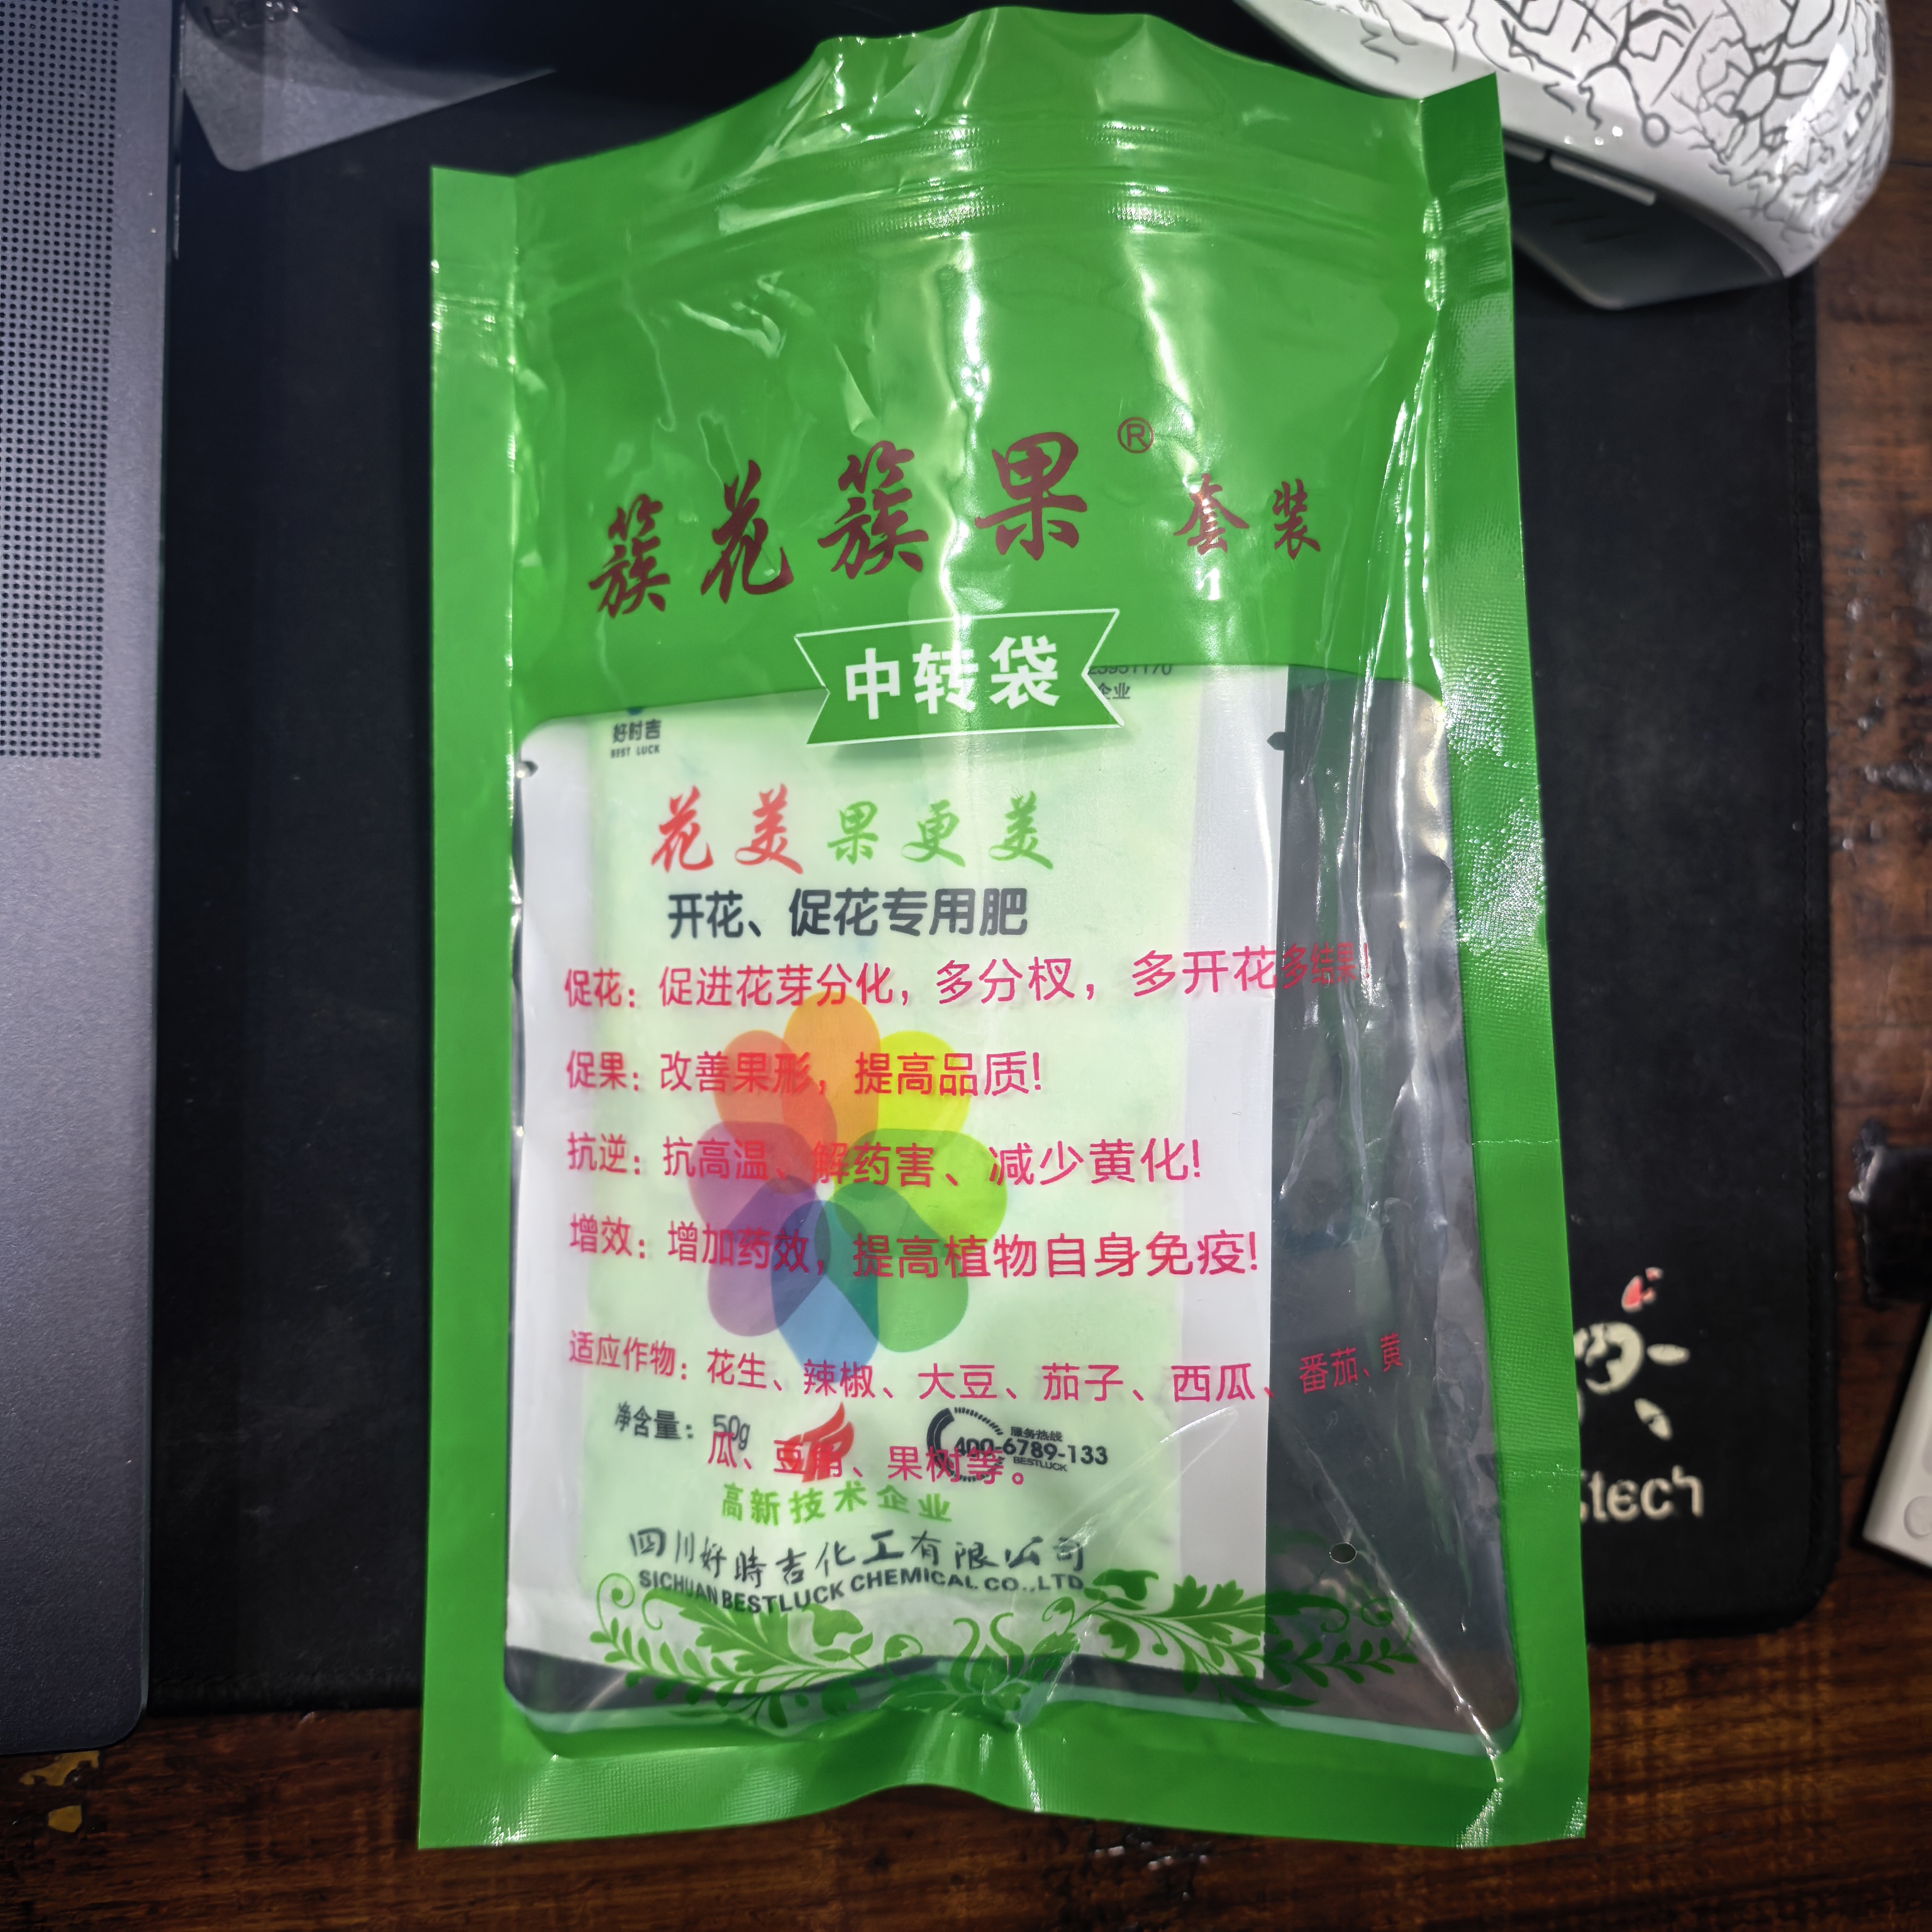 簇花簇果® 套装
中转袋
23931170
企业
好时吉
BEST LUCK
花美果更美
开花、促花专用肥
促花：促进花芽分化，多分杈，多开花多结果！
促果：改善果形，提高品质！
抗逆：抗高温、解药害、减少黄化！
增效：增加药效，提高植物自身免疫！
适应作物：花生、辣椒、大豆、茄子、西瓜、番茄、黄
瓜、豆角、果树等。
净含量：50g
服务热线
400-6789-133
BESTLUCK
高新技术企业
四川好時吉化工有限公司
SICHUAN BESTLUCK CHEMICAL CO.,LTD
tech